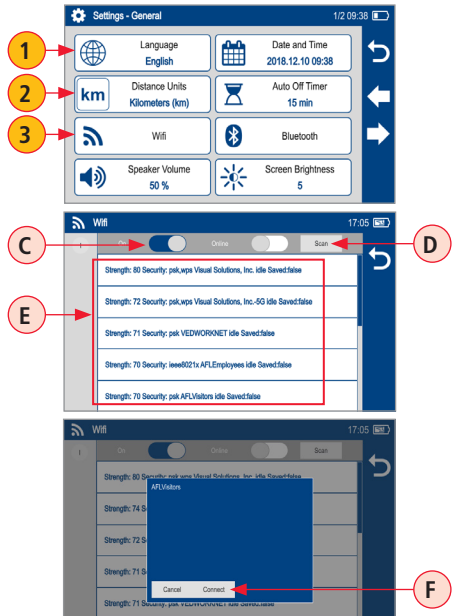 Settings - General 1/2 09:38
1
Language
English
Date and Time
2018.12.10 09:38
2
km
Distance Units
Kilometers (km)
Auto Off Timer
15 min
3
Wifi
Bluetooth
Speaker Volume
50 %
Screen Brightness
5
Wifi 17:05
C
i On Online Scan
D
E
Strength: 80 Security: psk,wps Visual Solutions, Inc. idle Saved:false
Strength: 72 Security: psk,wps Visual Solutions, Inc.-5G idle Saved:false
Strength: 71 Security: psk VEDWORKNET idle Saved:false
Strength: 70 Security: ieee8021x AFLEmployees idle Saved:false
Strength: 70 Security: psk AFLVisitors idle Saved:false
Wifi 17:05
i On Online Scan
Strength: 80 Security: psk,wps Visual Solutions, Inc. idle Saved:false
AFLVisitors
Strength: 74 S
Strength: 72 S
Strength: 71 S
Cancel Connect
F
Strength: 71 Security: psk VEDWORKNET idle Saved:false